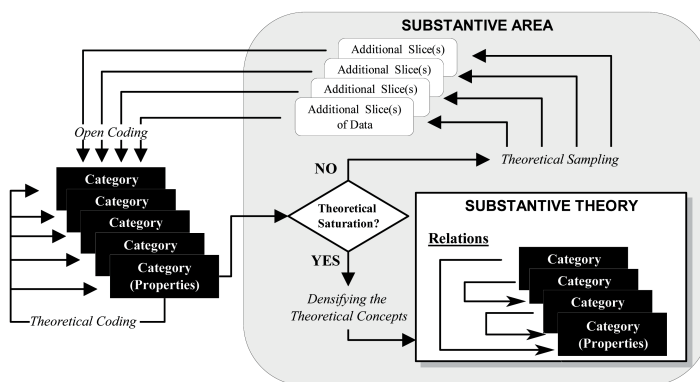 SUBSTANTIVE AREA
Additional Slice(s)
Additional Slice(s)
Additional Slice(s)
Additional Slice(s)
of Data
Open Coding
Theoretical Sampling
NO
Category
Category
Category
Category
Category
(Properties)
Theoretical Coding
Theoretical
Saturation?
YES
Densifying the
Theoretical Concepts
SUBSTANTIVE THEORY
Relations
Category
Category
Category
Category
(Properties)